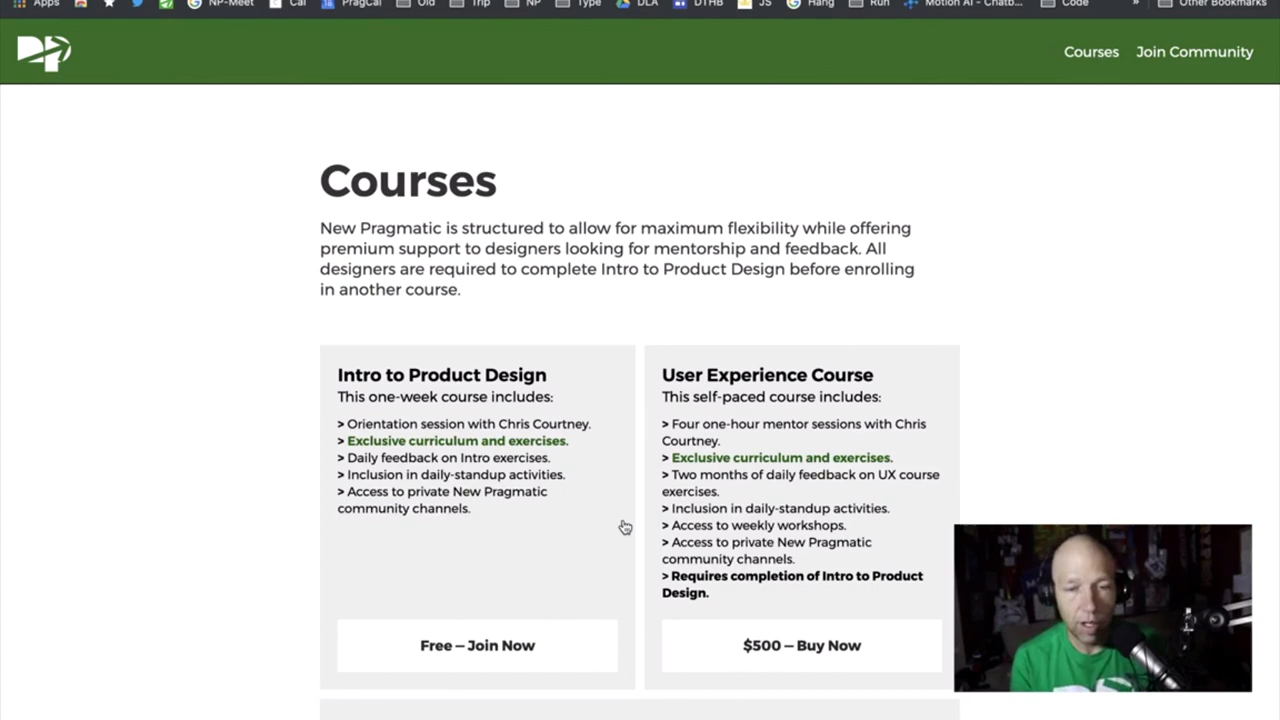 Apps NP-Meet Cal PragCal Old Trip NP Type DLA DTHB JS Hang Run Motion AI - Chatb... Code » Other Bookmarks
Courses Join Community
Courses
New Pragmatic is structured to allow for maximum flexibility while offering
premium support to designers looking for mentorship and feedback. All
designers are required to complete Intro to Product Design before enrolling
in another course.
Intro to Product Design
This one-week course includes:
> Orientation session with Chris Courtney.
> Exclusive curriculum and exercises.
> Daily feedback on Intro exercises.
> Inclusion in daily-standup activities.
> Access to private New Pragmatic
community channels.
Free – Join Now
User Experience Course
This self-paced course includes:
> Four one-hour mentor sessions with Chris
Courtney.
> Exclusive curriculum and exercises.
> Two months of daily feedback on UX course
exercises.
> Inclusion in daily-standup activities.
> Access to weekly workshops.
> Access to private New Pragmatic
community channels.
> Requires completion of Intro to Product
Design.
$500 – Buy Now